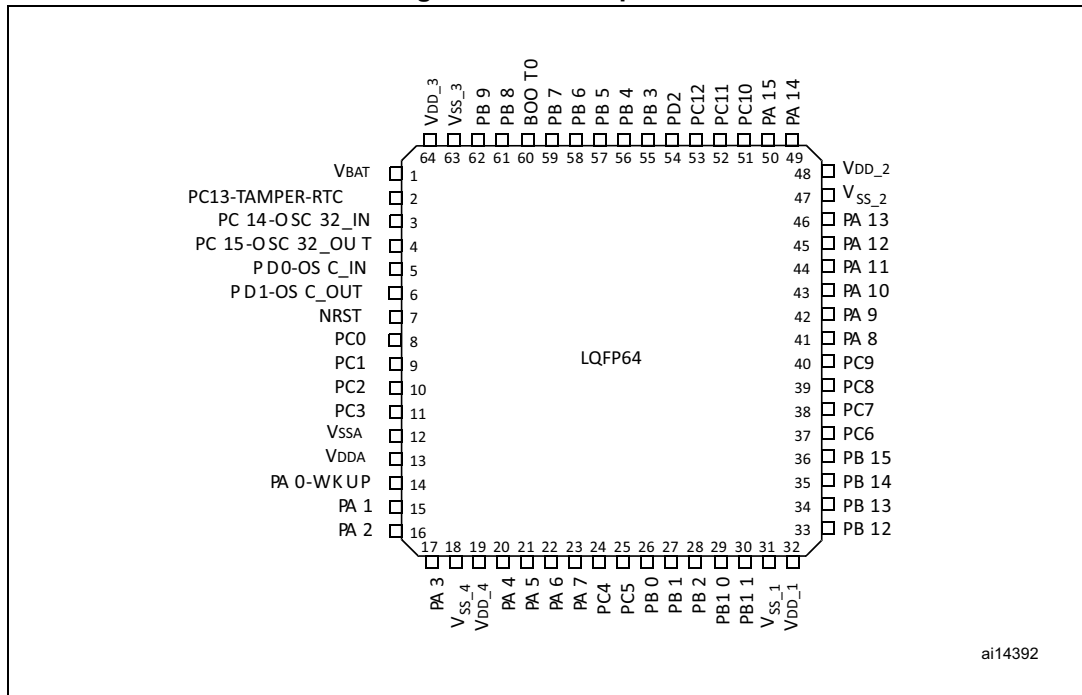 VDD_3
VSS_3
PB 9
PB 8
BOO T0
PB 7
PB 6
PB 5
PB 4
PB 3
PD2
PC12
PC11
PC10
PA 15
PA 14
64 63 62 61 60 59 58 57 56 55 54 53 52 51 50 49
VBAT 1
PC13-TAMPER-RTC 2
PC 14-O SC 32_IN 3
PC 15-O SC 32_OU T 4
P D0-OS C_IN 5
P D1-OS C_OUT 6
NRST 7
PC0 8
PC1 9
PC2 10
PC3 11
VSSA 12
VDDA 13
PA 0-WK UP 14
PA 1 15
PA 2 16
LQFP64
48 VDD_2
47 VSS_2
46 PA 13
45 PA 12
44 PA 11
43 PA 10
42 PA 9
41 PA 8
40 PC9
39 PC8
38 PC7
37 PC6
36 PB 15
35 PB 14
34 PB 13
33 PB 12
17 18 19 20 21 22 23 24 25 26 27 28 29 30 31 32
PA 3
VSS_4
VDD_4
PA 4
PA 5
PA 6
PA 7
PC4
PC5
PB 0
PB 1
PB 2
PB1 0
PB1 1
VSS_1
VDD_1
ai14392